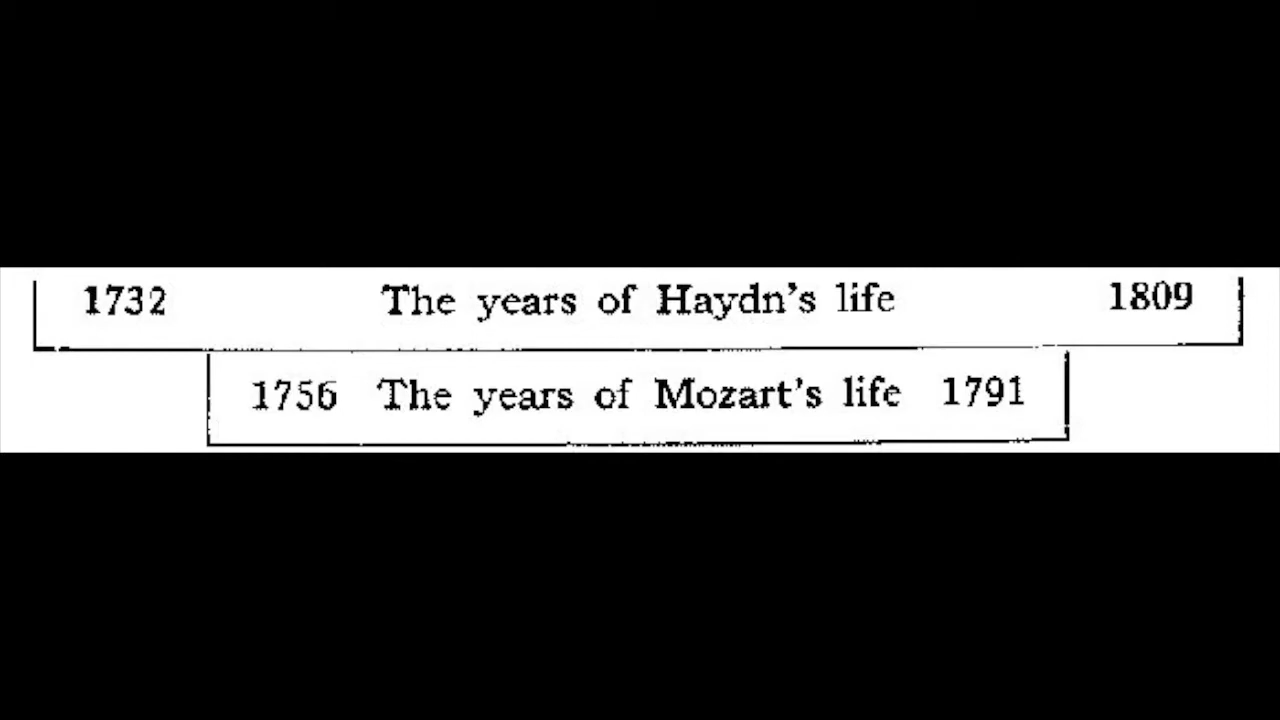 1732 The years of Haydn's life 1809
1756 The years of Mozart's life 1791